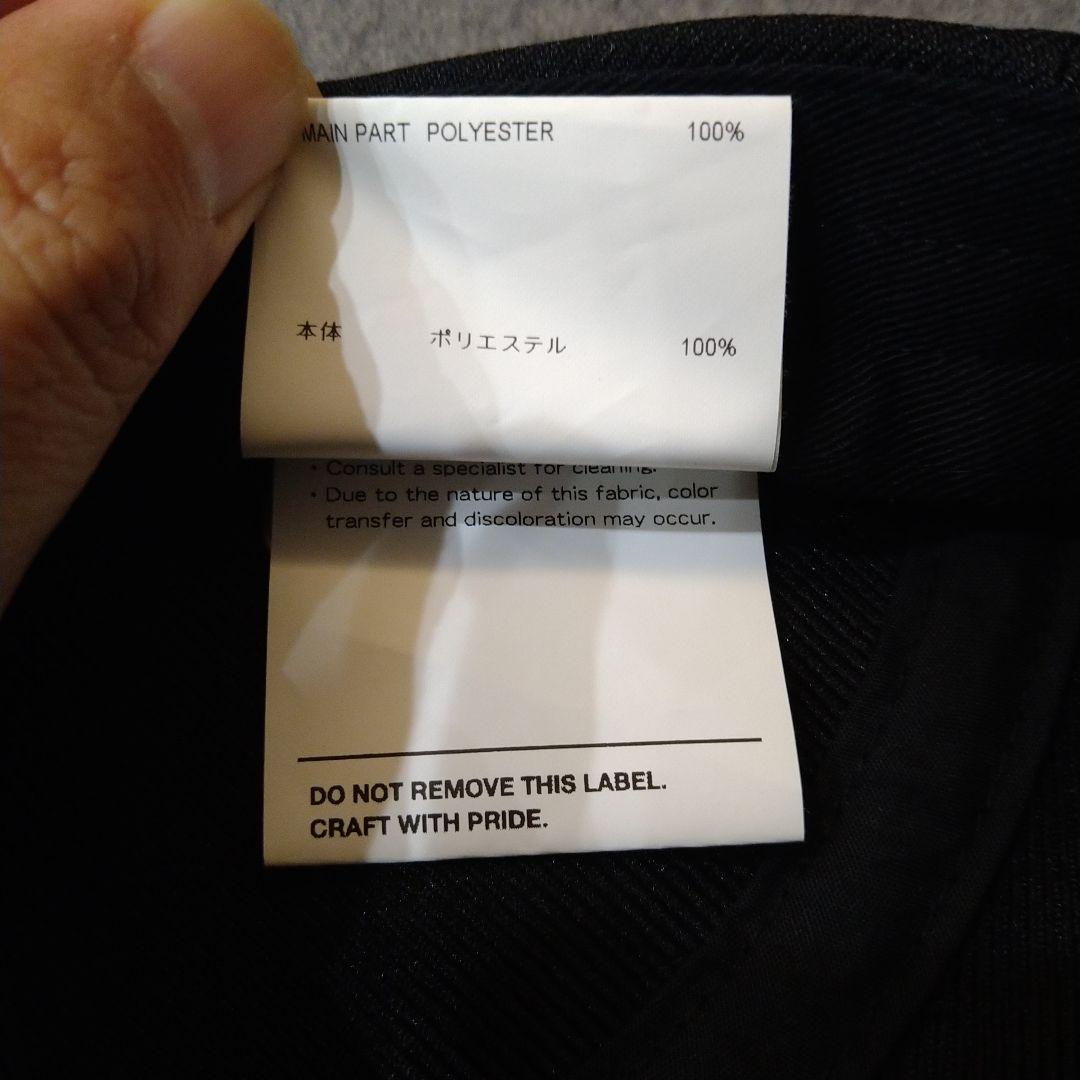 MAIN PART POLYESTER 100%
本体 ポリエステル 100%
• Consult a specialist for cleaning.
• Due to the nature of this fabric, color
transfer and discoloration may occur.
DO NOT REMOVE THIS LABEL.
CRAFT WITH PRIDE.